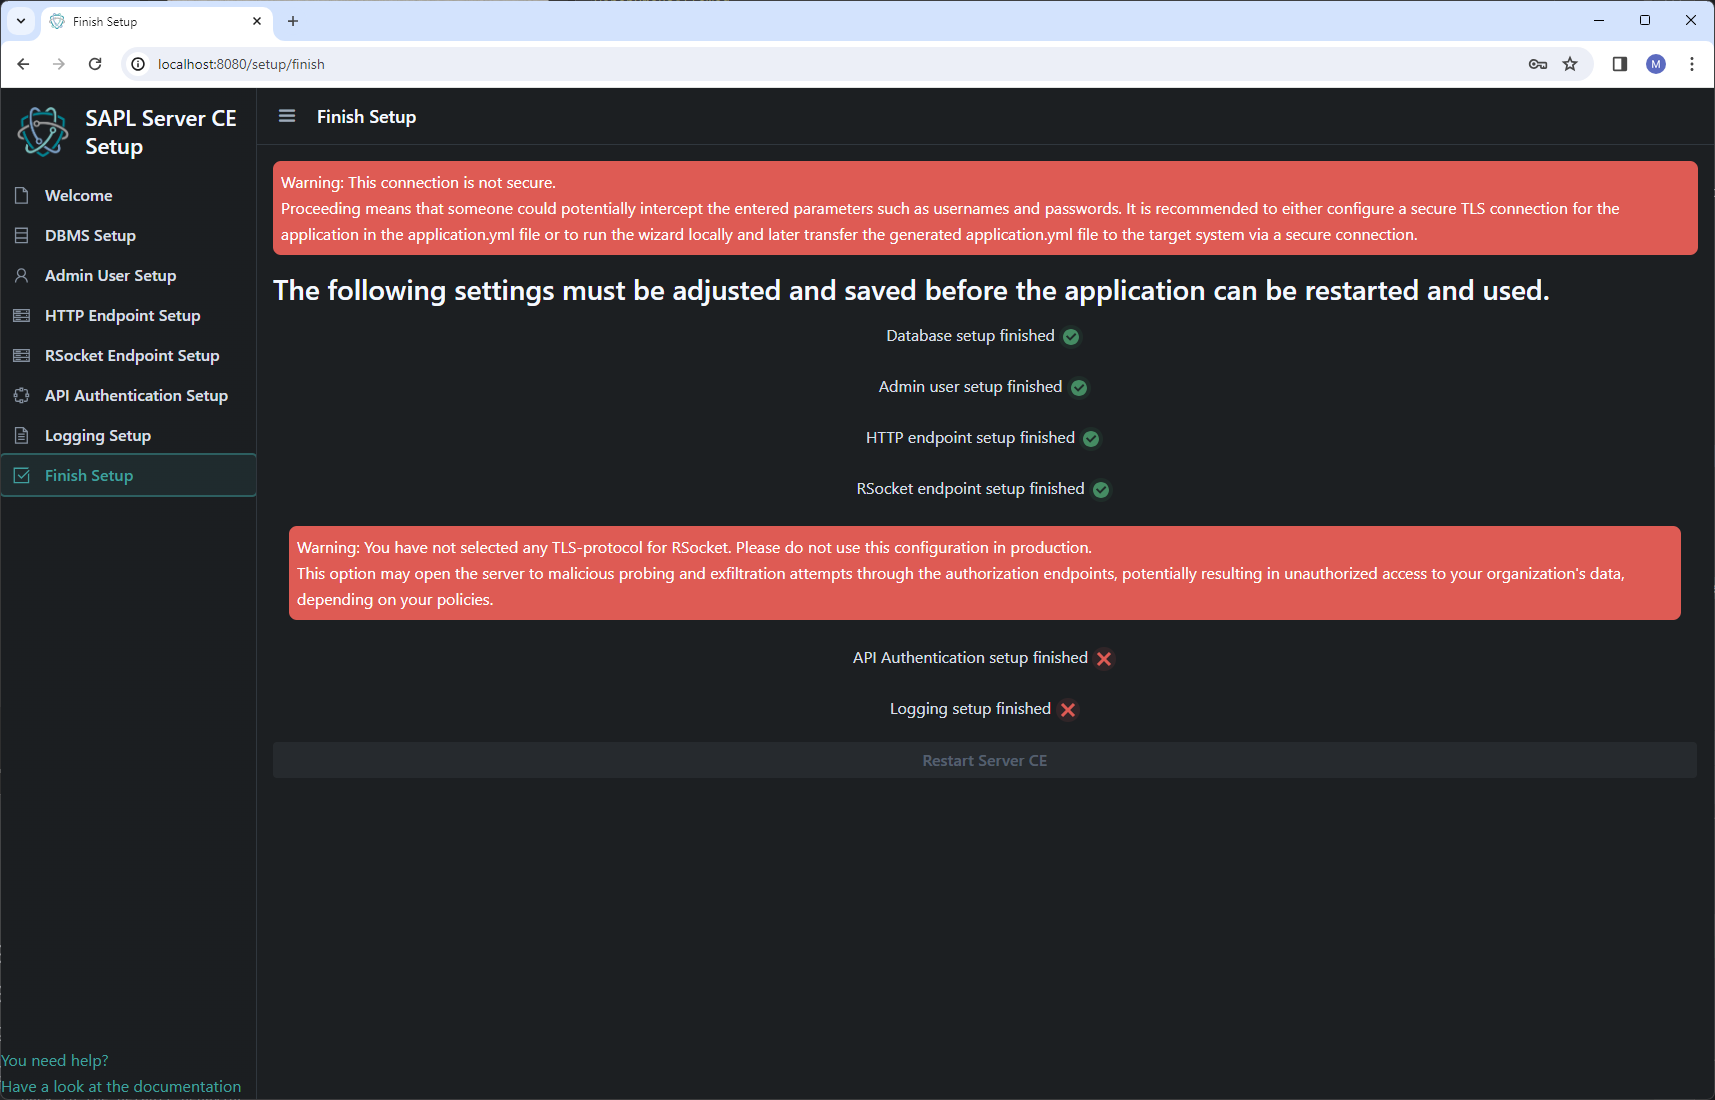 Finish Setup
localhost:8080/setup/finish
M
SAPL Server CE
Setup
Welcome
DBMS Setup
Admin User Setup
HTTP Endpoint Setup
RSocket Endpoint Setup
API Authentication Setup
Logging Setup
Finish Setup
You need help?
Have a look at the documentation
Finish Setup
Warning: This connection is not secure.
Proceeding means that someone could potentially intercept the entered parameters such as usernames and passwords. It is recommended to either configure a secure TLS connection for the
application in the application.yml file or to run the wizard locally and later transfer the generated application.yml file to the target system via a secure connection.
The following settings must be adjusted and saved before the application can be restarted and used.
Database setup finished
Admin user setup finished
HTTP endpoint setup finished
RSocket endpoint setup finished
Warning: You have not selected any TLS-protocol for RSocket. Please do not use this configuration in production.
This option may open the server to malicious probing and exfiltration attempts through the authorization endpoints, potentially resulting in unauthorized access to your organization's data,
depending on your policies.
API Authentication setup finished
Logging setup finished
Restart Server CE